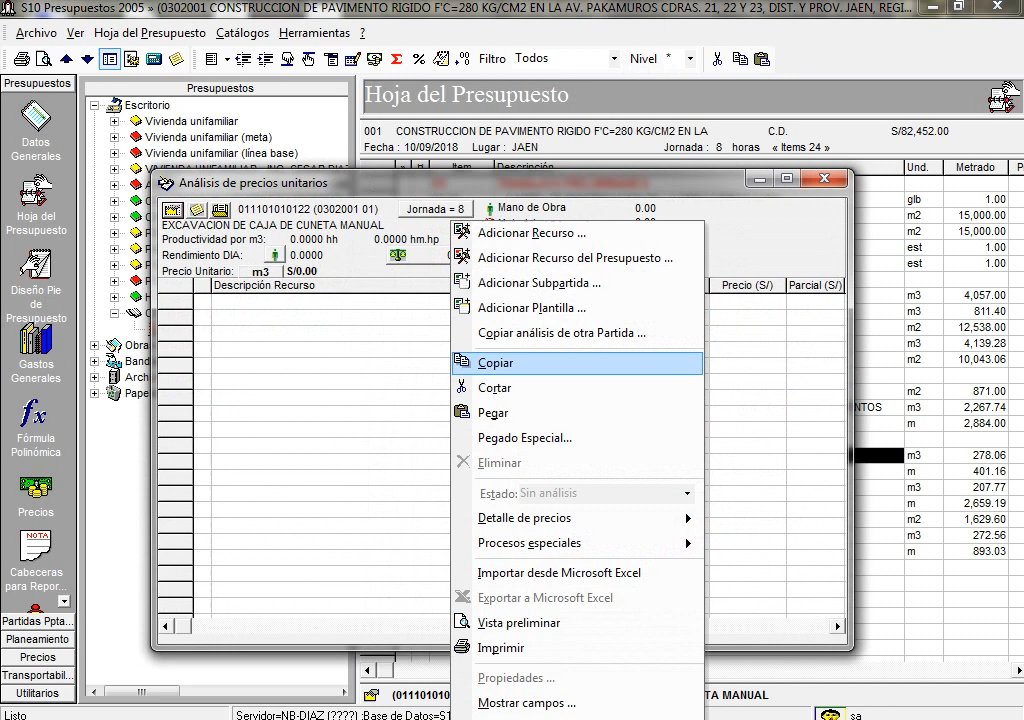 S10 Presupuestos 2005 » (0302001 CONSTRUCCION DE PAVIMENTO RIGIDO F'C=280 KG/CM2 EN LA AV. PAKAMUROS CDRAS. 21, 22 Y 23, DIST. Y PROV. JAEN, REGI...
Archivo Ver Hoja del Presupuesto Catálogos Herramientas ?
Filtro Todos Nivel *
Presupuestos
Datos Generales
Hoja del Presupuesto
Diseño Pie de Presupuesto
Gastos Generales
Fórmula Polinómica
Precios
NOTA
Cabeceras para Repor...
Partidas Ppta...
Planeamiento
Precios
Transportabil...
Utilitarios
Presupuestos
Escritorio
Vivienda unifamiliar
Vivienda unifamiliar (meta)
Vivienda unifamiliar (línea base)
Obra
Band
Arch
Pape
Hoja del Presupuesto
001 CONSTRUCCION DE PAVIMENTO RIGIDO F'C=280 KG/CM2 EN LA C.D. S/82,452.00
Fecha : 10/09/2018 Lugar : JAEN Jornada : 8 horas « Items 24 »
Item Descripción Und. Metrado P
glb 1.00
m2 15,000.00
m2 15,000.00
est 1.00
est 1.00
m3 4,057.00
m3 811.40
m2 12,538.00
m3 4,139.28
m2 10,043.06
m2 871.00
NTOS m3 2,267.74
m 2,884.00
m3 278.06
m 401.16
m3 207.77
m 2,659.19
m2 1,629.60
m3 272.56
m 893.03
Análisis de precios unitarios
011101010122 (0302001 01) Jornada = 8 Mano de Obra 0.00
EXCAVACION DE CAJA DE CUNETA MANUAL
Productividad por m3: 0.0000 hh 0.0000 hm.hp
Rendimiento DIA: 0.0000
Precio Unitario: m3 S/0.00
Descripción Recurso Precio (S/) Parcial (S/)
Adicionar Recurso ...
Adicionar Recurso del Presupuesto ...
Adicionar Subpartida ...
Adicionar Plantilla ...
Copiar análisis de otra Partida ...
Copiar
Cortar
Pegar
Pegado Especial...
Eliminar
Estado: Sin análisis
Detalle de precios
Procesos especiales
Importar desde Microsoft Excel
Exportar a Microsoft Excel
Vista preliminar
Imprimir
Propiedades ...
Mostrar campos ...
(011101010 TA MANUAL
Listo Servidor=NB-DIAZ (????) :Base de Datos=S1 sa